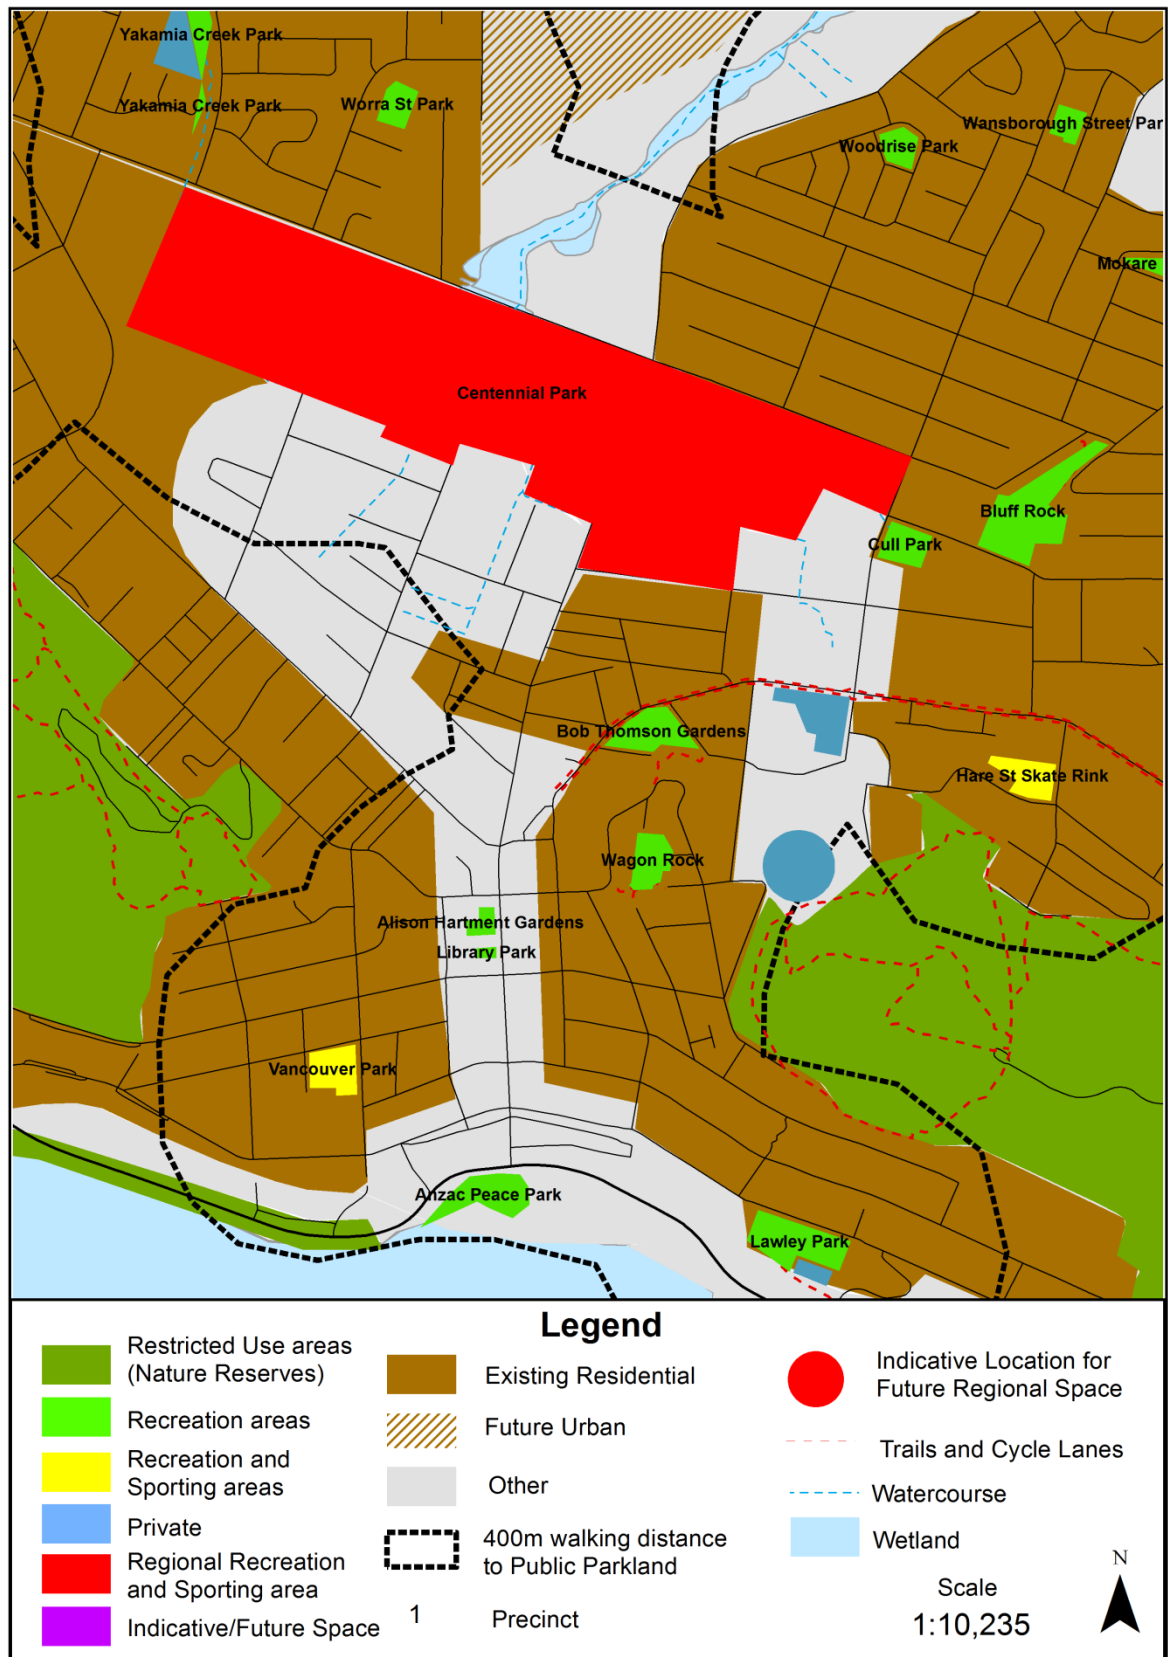 Yakamia Creek Park
Yakamia Creek Park
Worra St Park
Wansborough Street Par
Woodrise Park
Mokare
Centennial Park
Bluff Rock
Cull Park
Bob Thomson Gardens
Hare St Skate Rink
Wagon Rock
Alison Hartment Gardens
Library Park
Vancouver Park
Anzac Peace Park
Lawley Park
Legend
Restricted Use areas
(Nature Reserves)
Recreation areas
Recreation and
Sporting areas
Private
Regional Recreation
and Sporting area
Indicative/Future Space
Existing Residential
Future Urban
Other
400m walking distance
to Public Parkland
1 Precinct
Indicative Location for
Future Regional Space
Trails and Cycle Lanes
Watercourse
Wetland
Scale
1:10,235
N